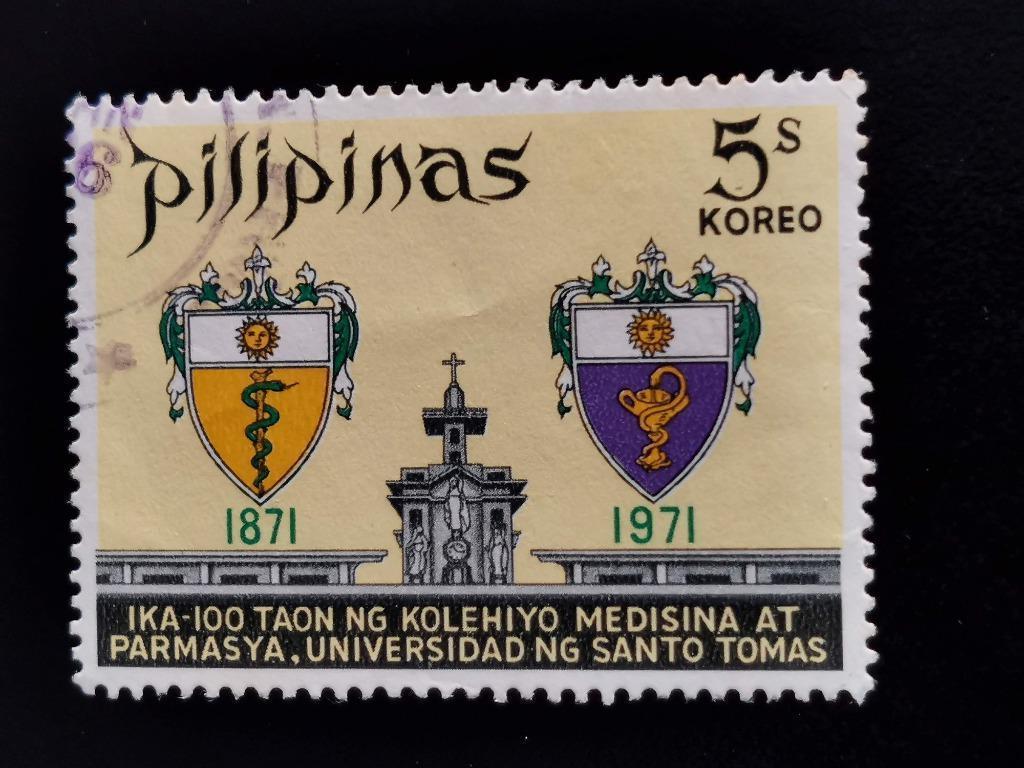 pilipinas
5s
KOREO
1871
1971
IKA-100 TAON NG KOLEHIYO MEDISINA AT
PARMASYA, UNIVERSIDAD NG SANTO TOMAS